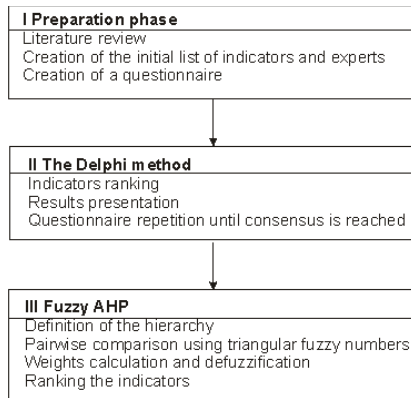 I Preparation phase
Literature review
Creation of the initial list of indicators and experts
Creation of a questionnaire
II The Delphi method
Indicators ranking
Results presentation
Questionnaire repetition until consensus is reached
III Fuzzy AHP
Definition of the hierarchy
Pairwise comparison using triangular fuzzy numbers
Weights calculation and defuzzification
Ranking the indicators